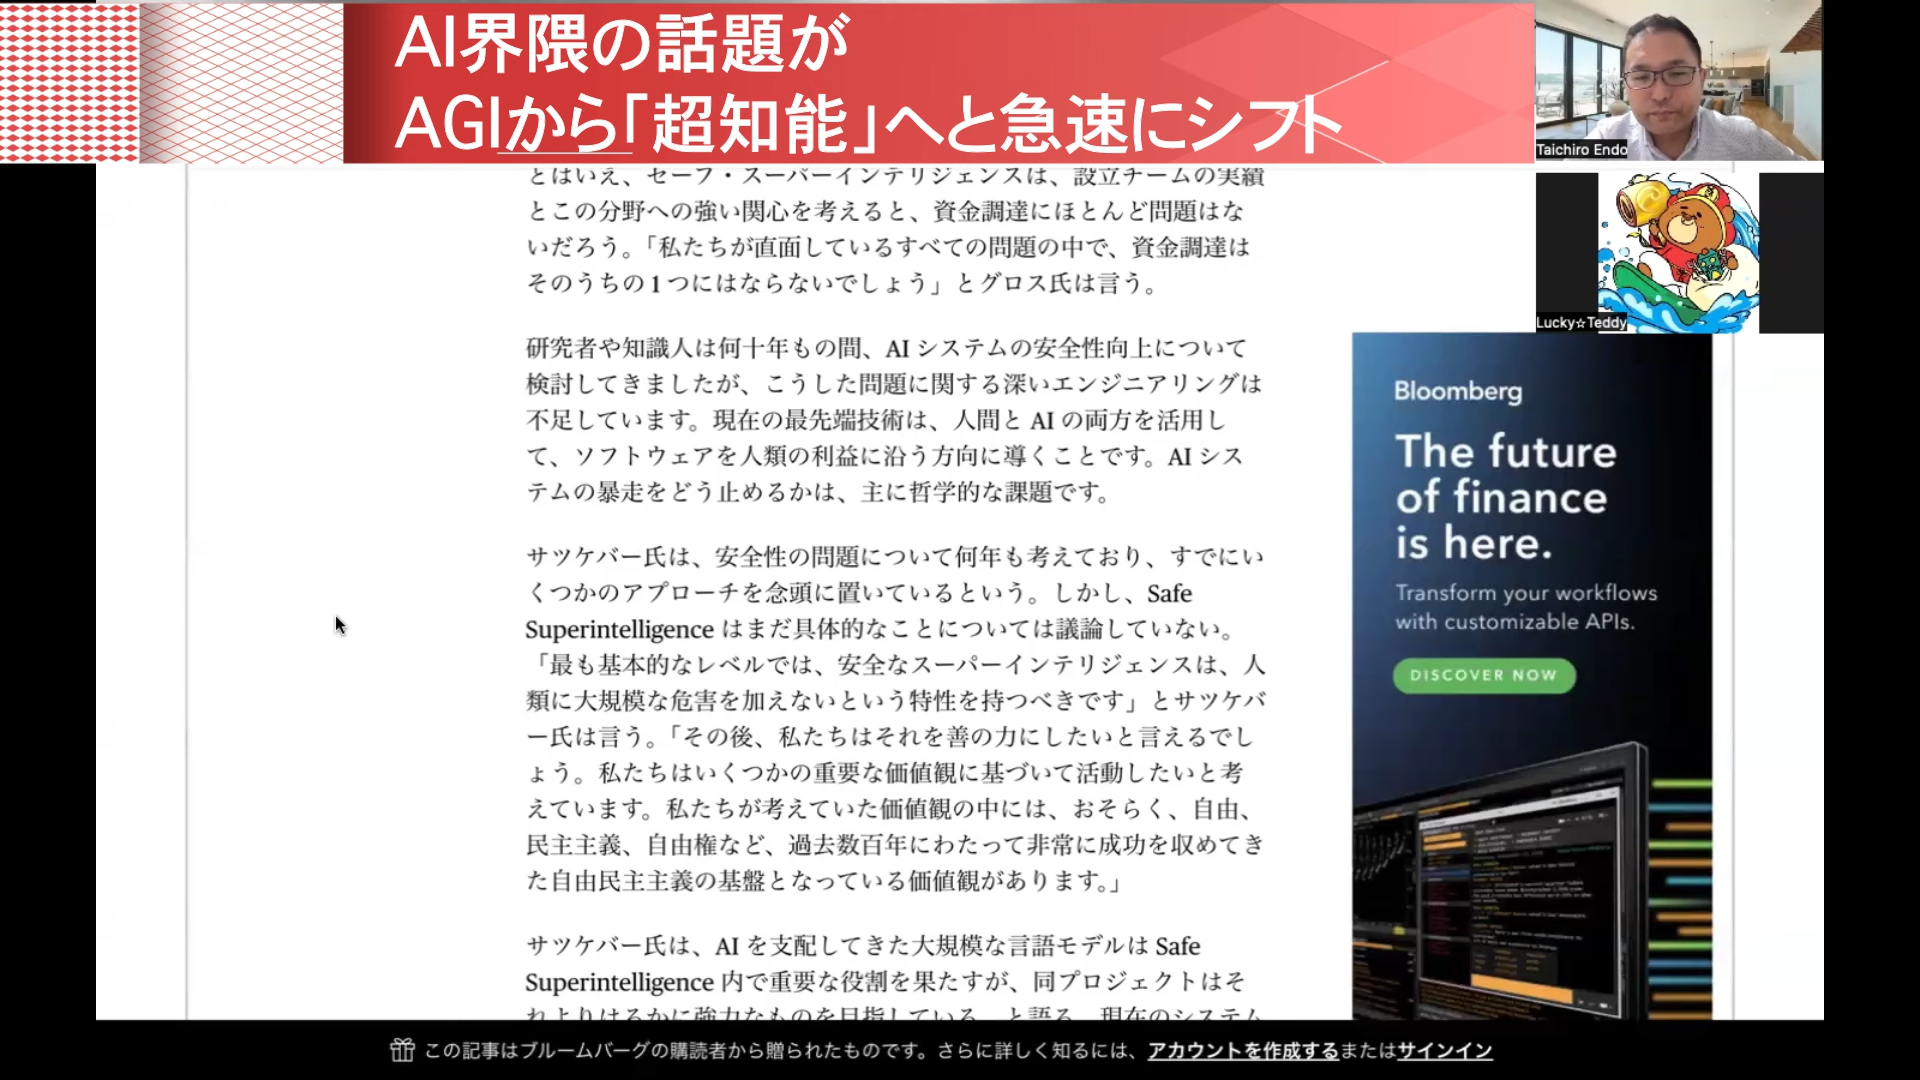 AI界隈の話題が
AGIから「超知能」へと急速にシフト
Taichiro Endo
Lucky☆Teddy
とはいえ、セーフ・スーパーインテリジェンスは、設立チームの実績
とこの分野への強い関心を考えると、資金調達にほとんど問題はな
いだろう。「私たちが直面しているすべての問題の中で、資金調達は
そのうちの 1 つにはならないでしょう」とグロス氏は言う。
研究者や知識人は何十年もの間、AI システムの安全性向上について
検討してきましたが、こうした問題に関する深いエンジニアリングは
不足しています。現在の最先端技術は、人間と AI の両方を活用し
て、ソフトウェアを人類の利益に沿う方向に導くことです。AI シス
テムの暴走をどう止めるかは、主に哲学的な課題です。
サツケバー氏は、安全性の問題について何年も考えており、すでにい
くつかのアプローチを念頭に置いているという。しかし、Safe
Superintelligence はまだ具体的なことについては議論していない。
「最も基本的なレベルでは、安全なスーパーインテリジェンスは、人
類に大規模な危害を加えないという特性を持つべきです」とサツケバ
ー氏は言う。「その後、私たちはそれを善の力にしたいと言えるでし
ょう。私たちはいくつかの重要な価値観に基づいて活動したいと考
えています。私たちが考えていた価値観の中には、おそらく、自由、
民主主義、自由権など、過去数百年にわたって非常に成功を収めてき
た自由民主主義の基盤となっている価値観があります。」
サツケバー氏は、AI を支配してきた大規模な言語モデルは Safe
Superintelligence 内で重要な役割を果たすが、同プロジェクトはそ
れよりはるかに強力なものを目指している、と語る。現在のシステム
Bloomberg
The future
of finance
is here.
Transform your workflows
with customizable APIs.
DISCOVER NOW
この記事はブルームバーグの購読者から贈られたものです。さらに詳しく知るには、アカウントを作成するまたはサインイン